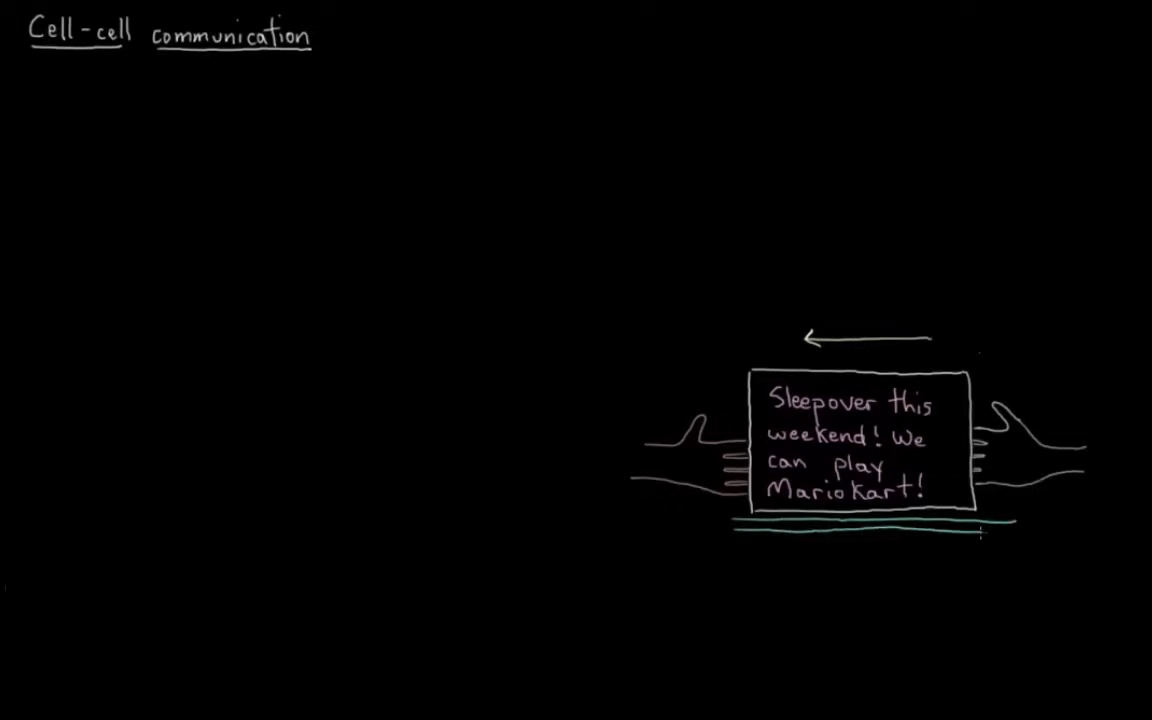 Cell-cell communication
Sleepover this
weekend! We
can play
MarioKart!